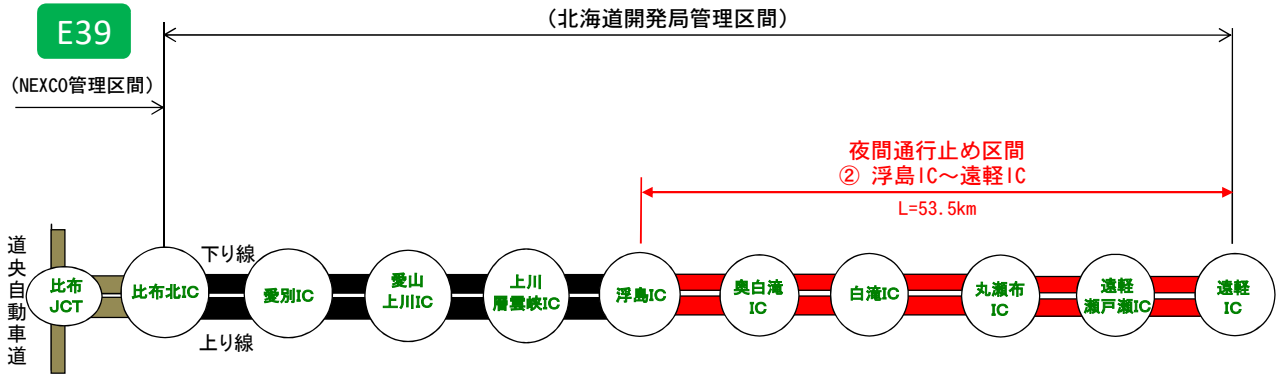 E39
(北海道開発局管理区間)
(NEXCO管理区間)
夜間通行止め区間
② 浮島IC～遠軽IC
L=53.5km
道央自動車道
下り線
上り線
比布
JCT
比布北IC
愛別IC
愛山
上川IC
上川
層雲峡IC
浮島IC
奥白滝
IC
白滝IC
丸瀬布
IC
遠軽
瀬戸瀬IC
遠軽
IC